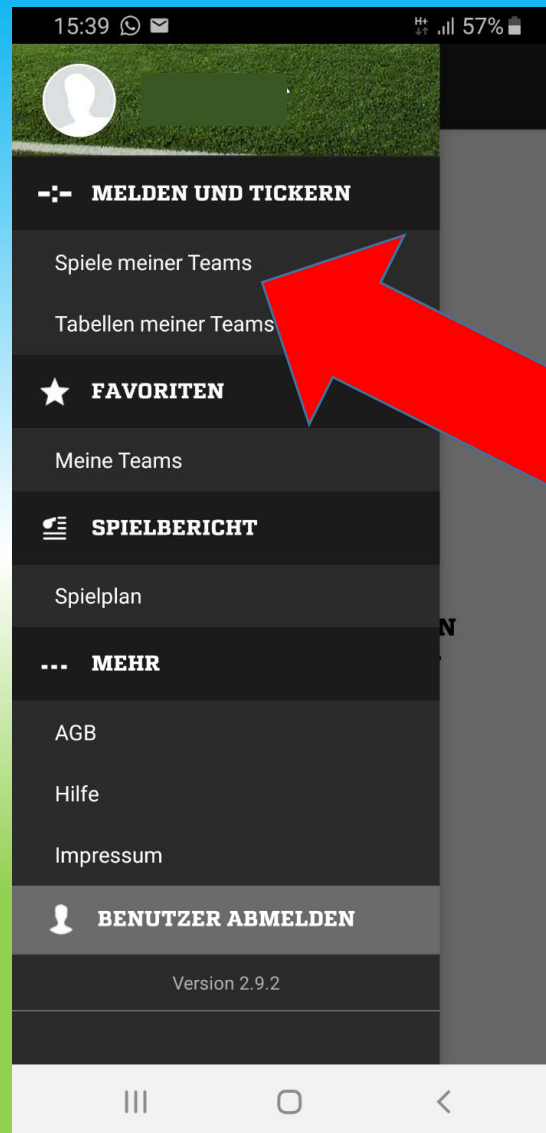 15:39 H+ 57%
-:- MELDEN UND TICKERN
Spiele meiner Teams
Tabellen meiner Teams
FAVORITEN
Meine Teams
SPIELBERICHT
Spielplan
N
... MEHR
AGB
Hilfe
Impressum
BENUTZER ABMELDEN
Version 2.9.2